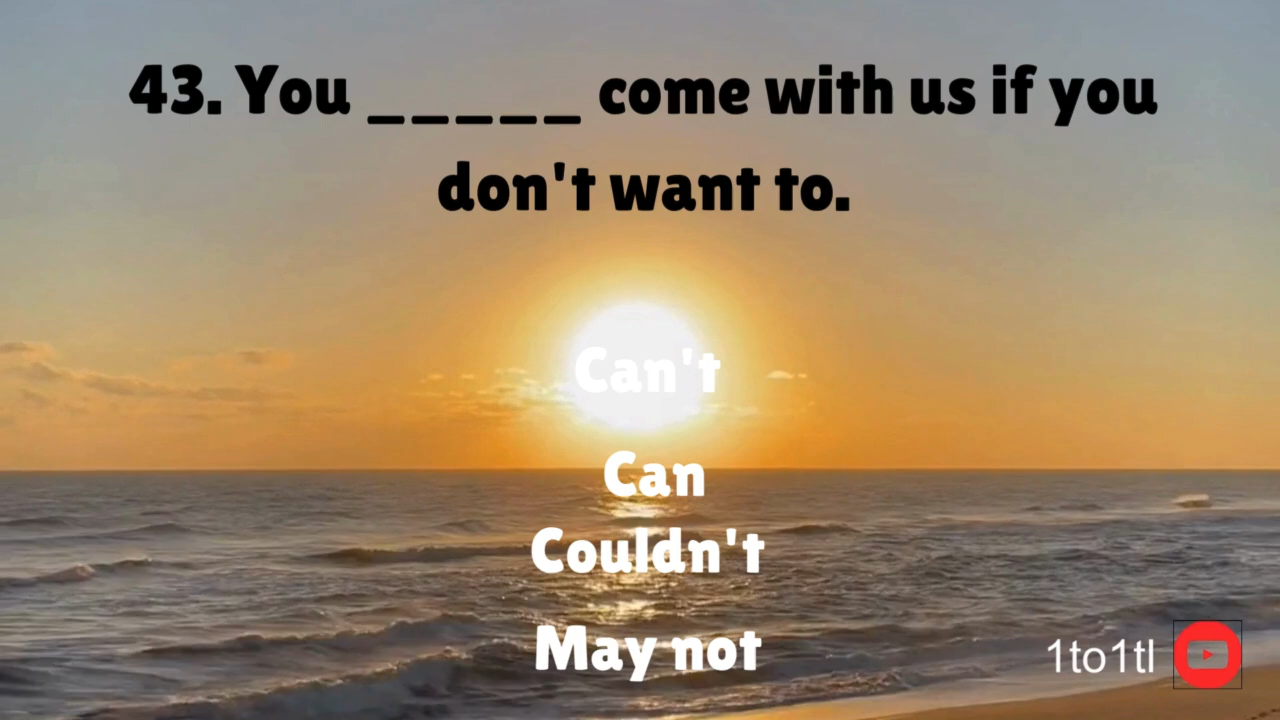 43. You _____ come with us if you
don't want to.
Can't
Can
Couldn't
May not
1to1tl